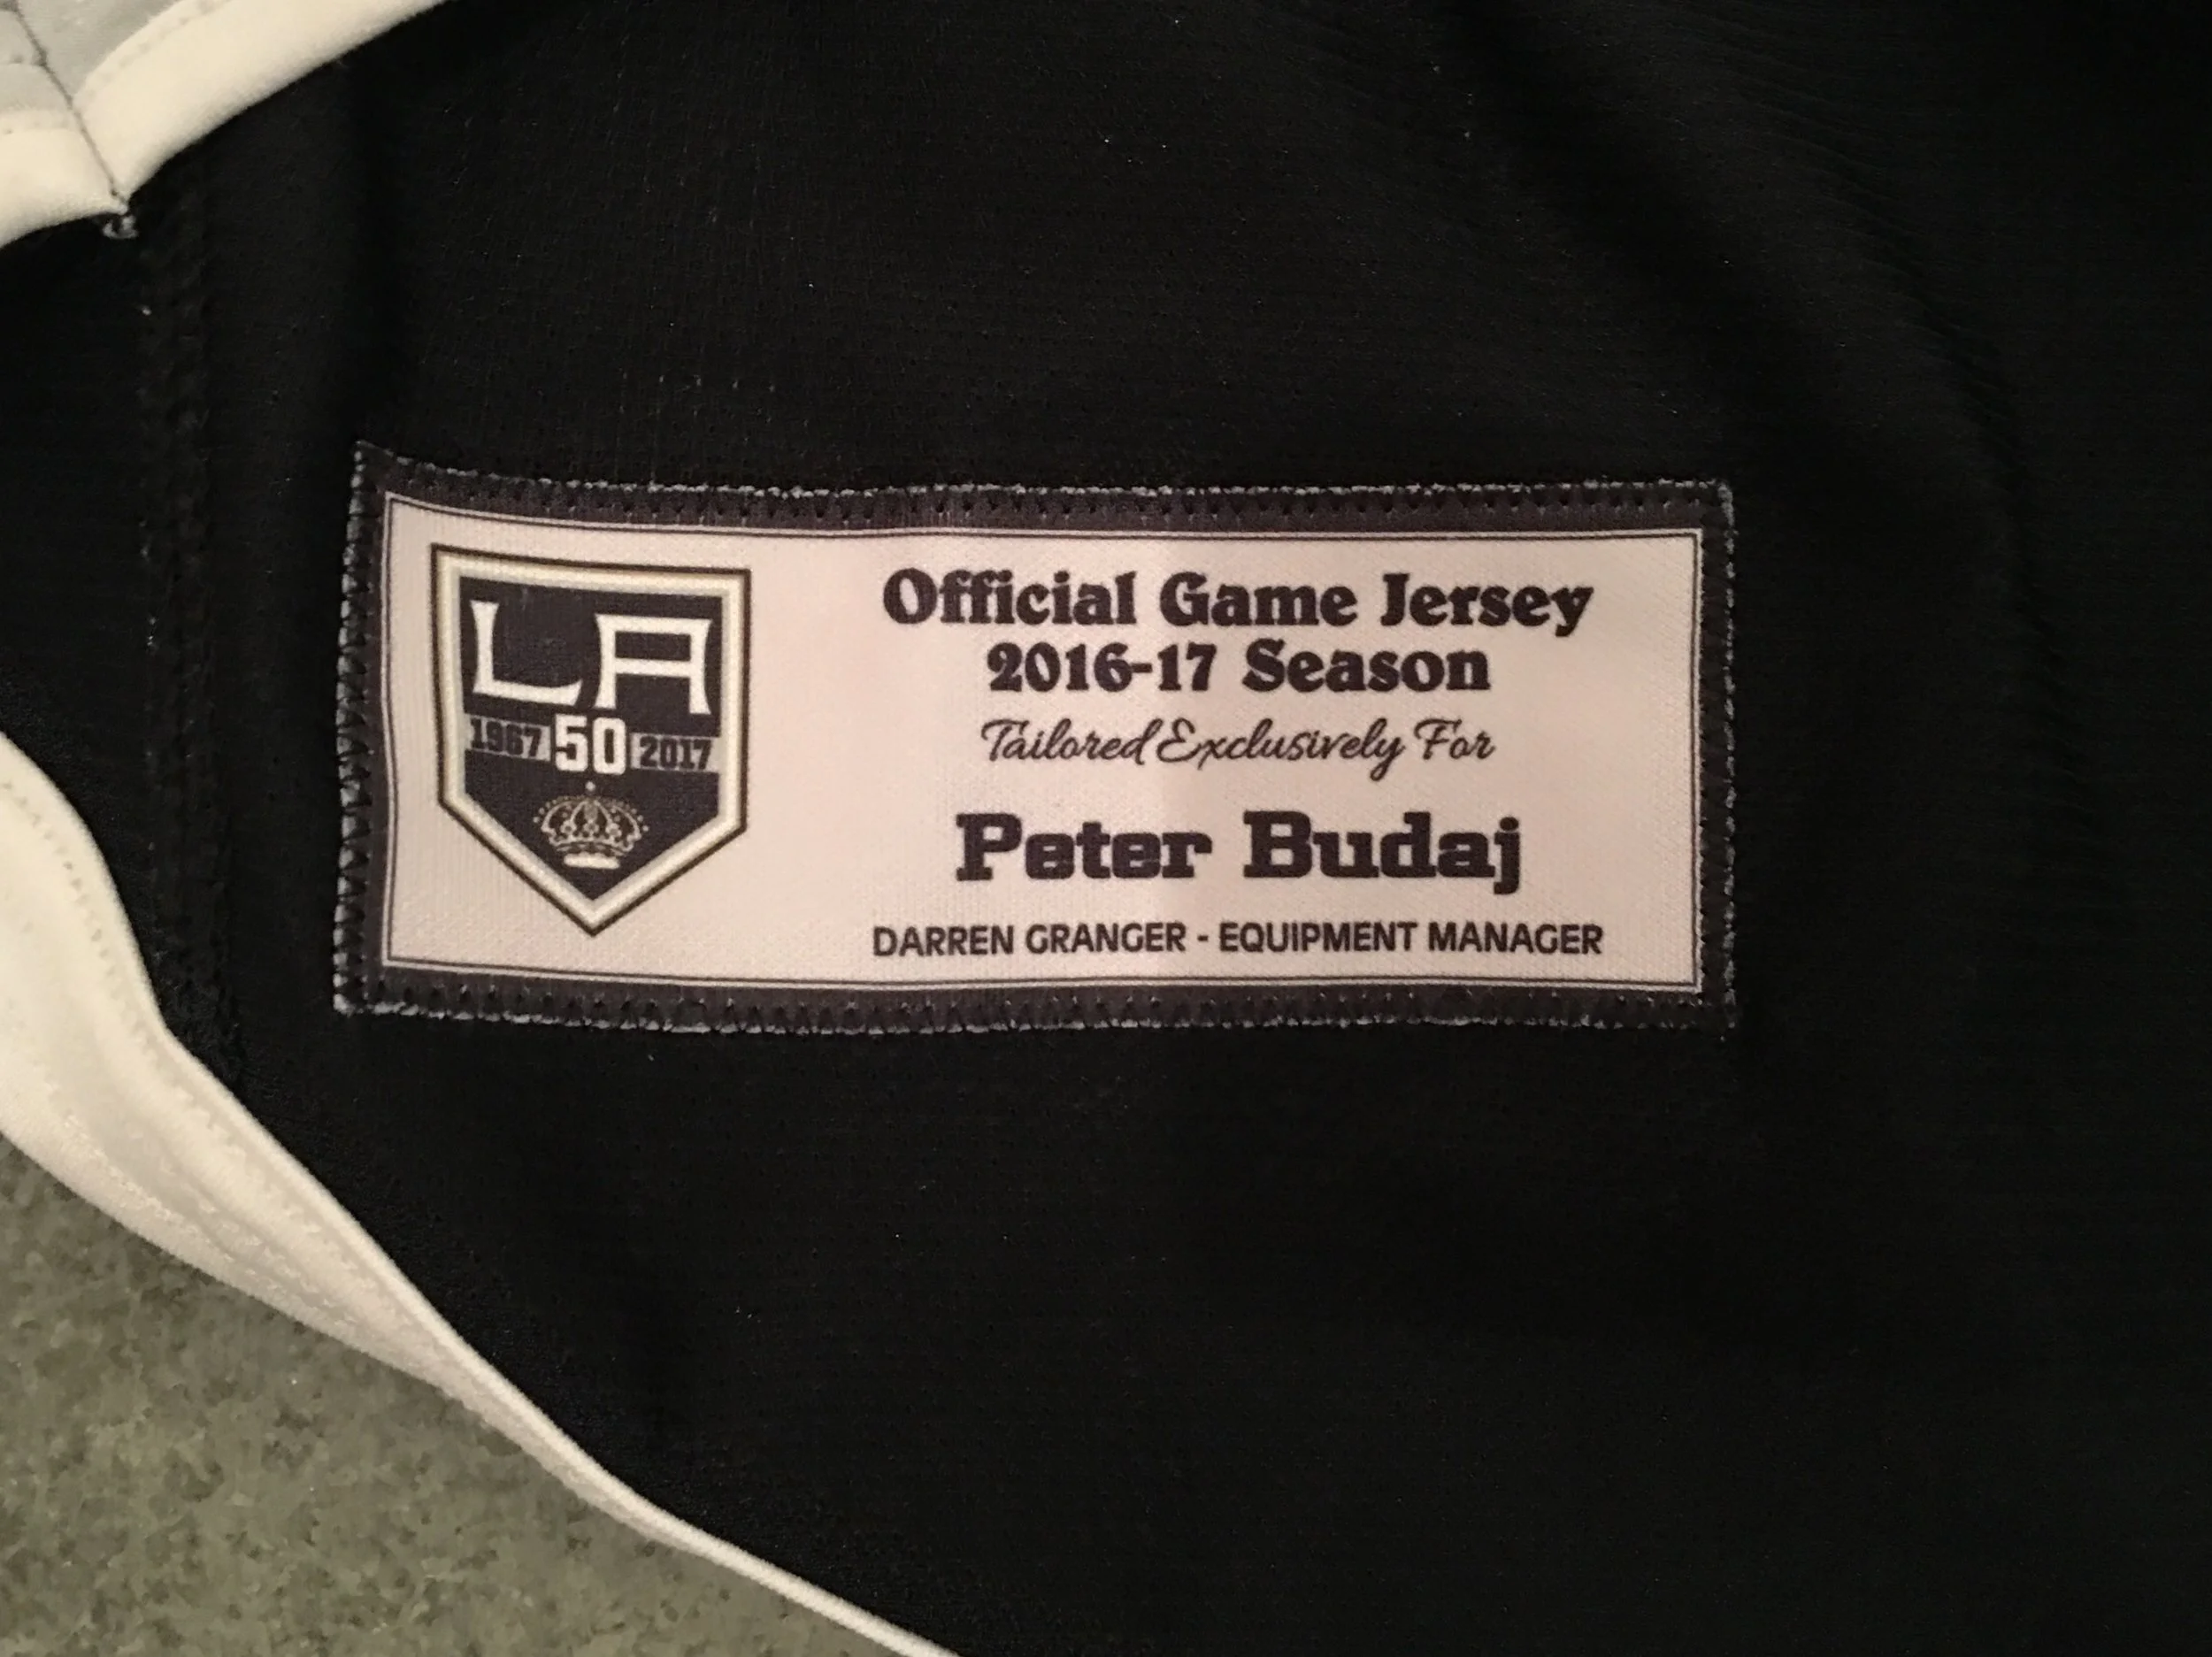 LA
1967 50 2017
Official Game Jersey
2016-17 Season
Tailored Exclusively For
Peter Budaj
DARREN GRANGER - EQUIPMENT MANAGER